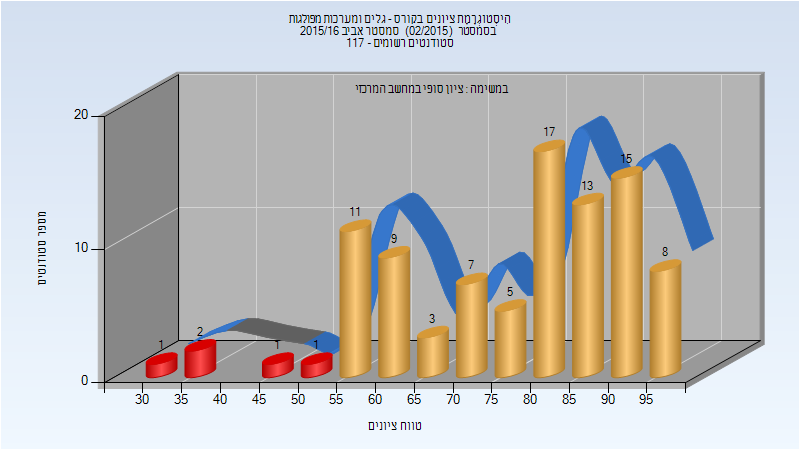 היסטוגרמת ציונים בקורס - גלים ומערכות מפולגות
בסמסטר (02/2015) סמסטר אביב 2015/16
סטודנטים רשומים - 117
במשימה : ציון סופי במחשב המרכזי
מספר סטודנטים
20
10
0
1
2
1
1
11
9
3
7
5
17
13
15
8
30 35 40 45 50 55 60 65 70 75 80 85 90 95
טווח ציונים